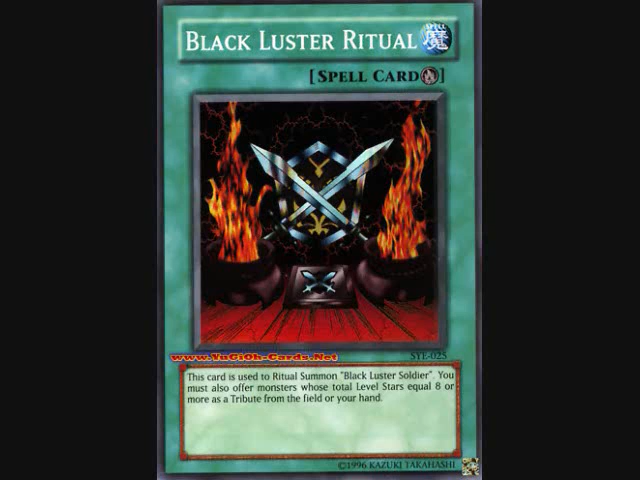 BLACK LUSTER RITUAL 魔
[SPELL CARD]
www.YuGiOh-Cards.Net
SYE-025
This card is used to Ritual Summon "Black Luster Soldier". You
must also offer monsters whose total Level Stars equal 8 or
more as a Tribute from the field or your hand.
©1996 KAZUKI TAKAHASHI